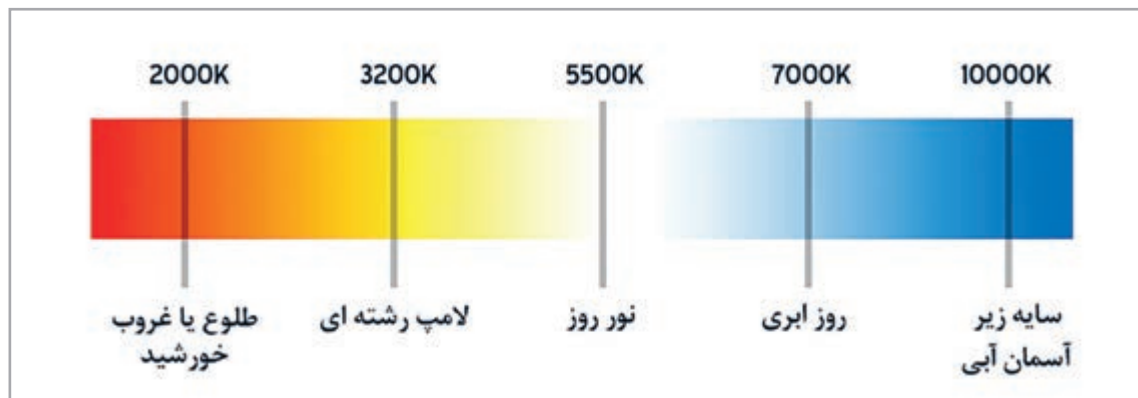 2000K
3200K
5500K
7000K
10000K
طلوع یا غروب
خورشید
لامپ رشته ای
نور روز
روز ابری
سایه زیر
آسمان آبی